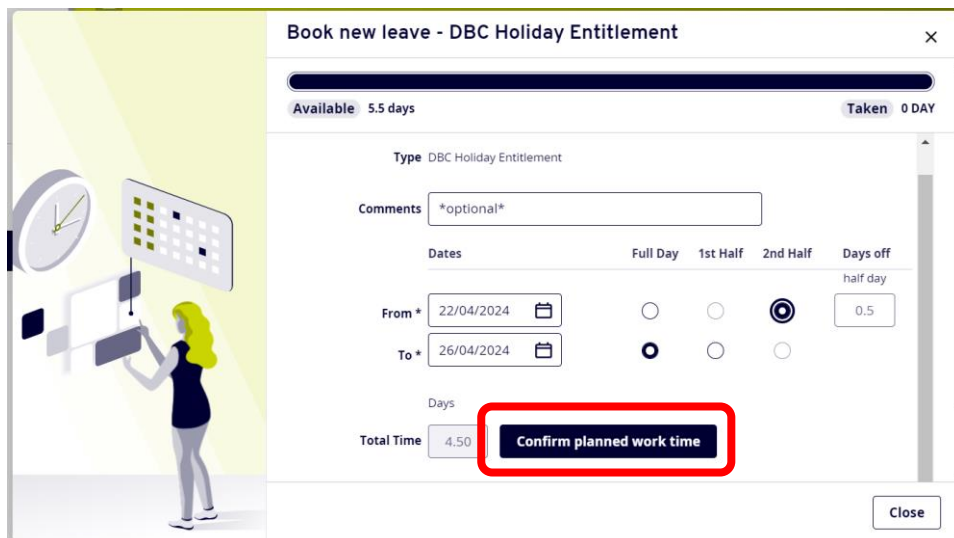 Book new leave - DBC Holiday Entitlement
Available 5.5 days Taken 0 DAY
Type DBC Holiday Entitlement
Comments *optional*
Dates Full Day 1st Half 2nd Half Days off
half day
From * 22/04/2024 0.5
To * 26/04/2024
Days
Total Time 4.50 Confirm planned work time
Close